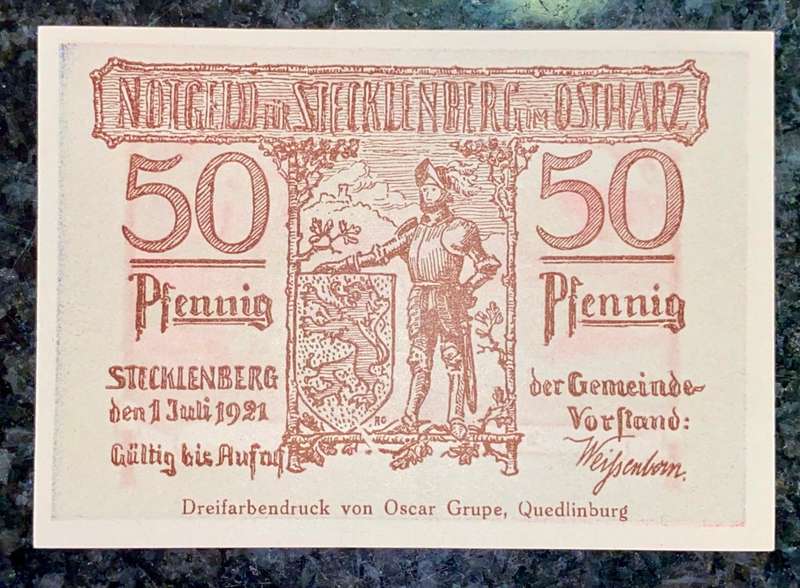 NOTGELD FÜR STECKLENBERG IM OSTHARZ
50 50
Pfennig Pfennig
STECKLENBERG
den 1 Juli 1921
Gültig bis Aufog
der Gemeinde-
Vorstand:
Weissenborn.
Dreifarbendruck von Oscar Grupe, Quedlinburg